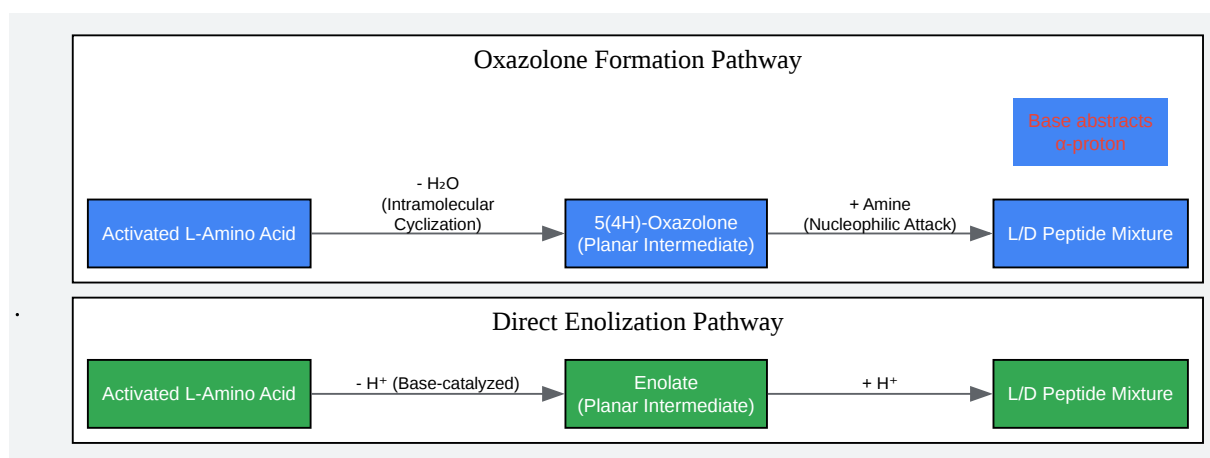 Oxazolone Formation Pathway
Base abstracts
α-proton
- H₂O
(Intramolecular
Cyclization)
+ Amine
(Nucleophilic Attack)
Activated L-Amino Acid
5(4H)-Oxazolone
(Planar Intermediate)
L/D Peptide Mixture
.
Direct Enolization Pathway
Activated L-Amino Acid
- H⁺ (Base-catalyzed)
Enolate
(Planar Intermediate)
+ H⁺
L/D Peptide Mixture